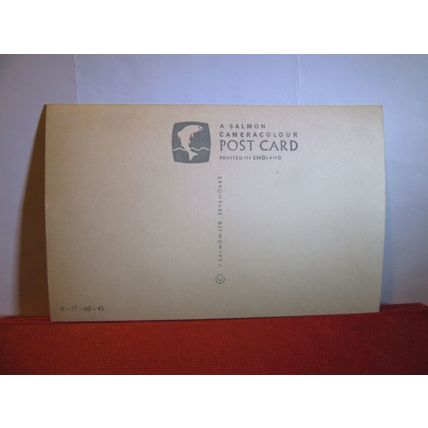 A SALMON
CAMERACOLOUR
POST CARD
PRINTED IN ENGLAND
© J SALMON LTD., SEVENOAKS
6 - 17 - 60 - 45